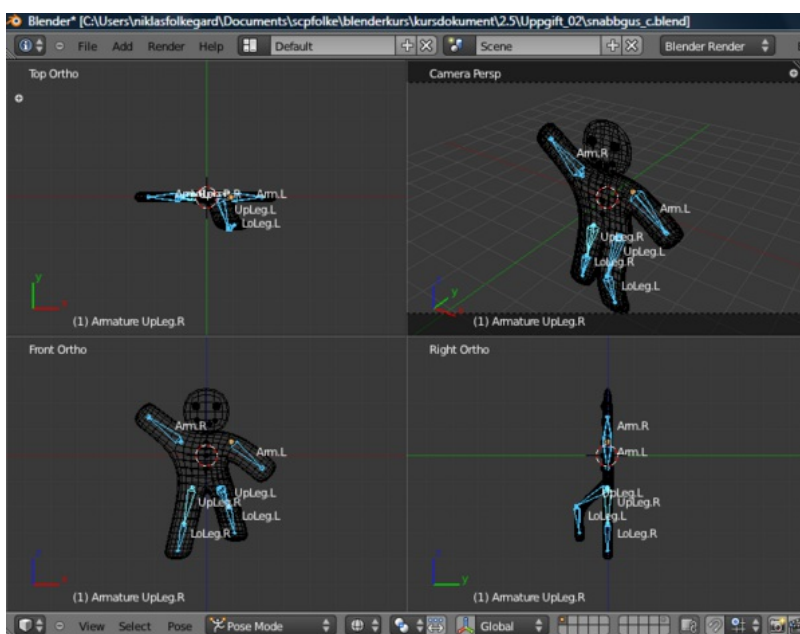 Blender* [C:\Users\niklasfolkegard\Documents\scpfolke\blenderkurs\kursdokument\2.5\Uppgift_02\snabbgus_c.blend]
File Add Render Help Default Scene Blender Render
Top Ortho
Arm.L
UpLeg.L
LoLeg.L
y
x
(1) Armature UpLeg.R
Camera Persp
Arm.R
Arm.L
UpLeg.R
UpLeg.L
LoLeg.R
LoLeg.L
y
(1) Armature UpLeg.R
Front Ortho
Arm.R
Arm.L
UpLeg.L
UpLeg.R
LoLeg.L
LoLeg.R
(1) Armature UpLeg.R
Right Ortho
Arm.R
Arm.L
UpLeg.L
UpLeg.R
LoLeg.L
LoLeg.R
y
(1) Armature UpLeg.R
View Select Pose Pose Mode Global